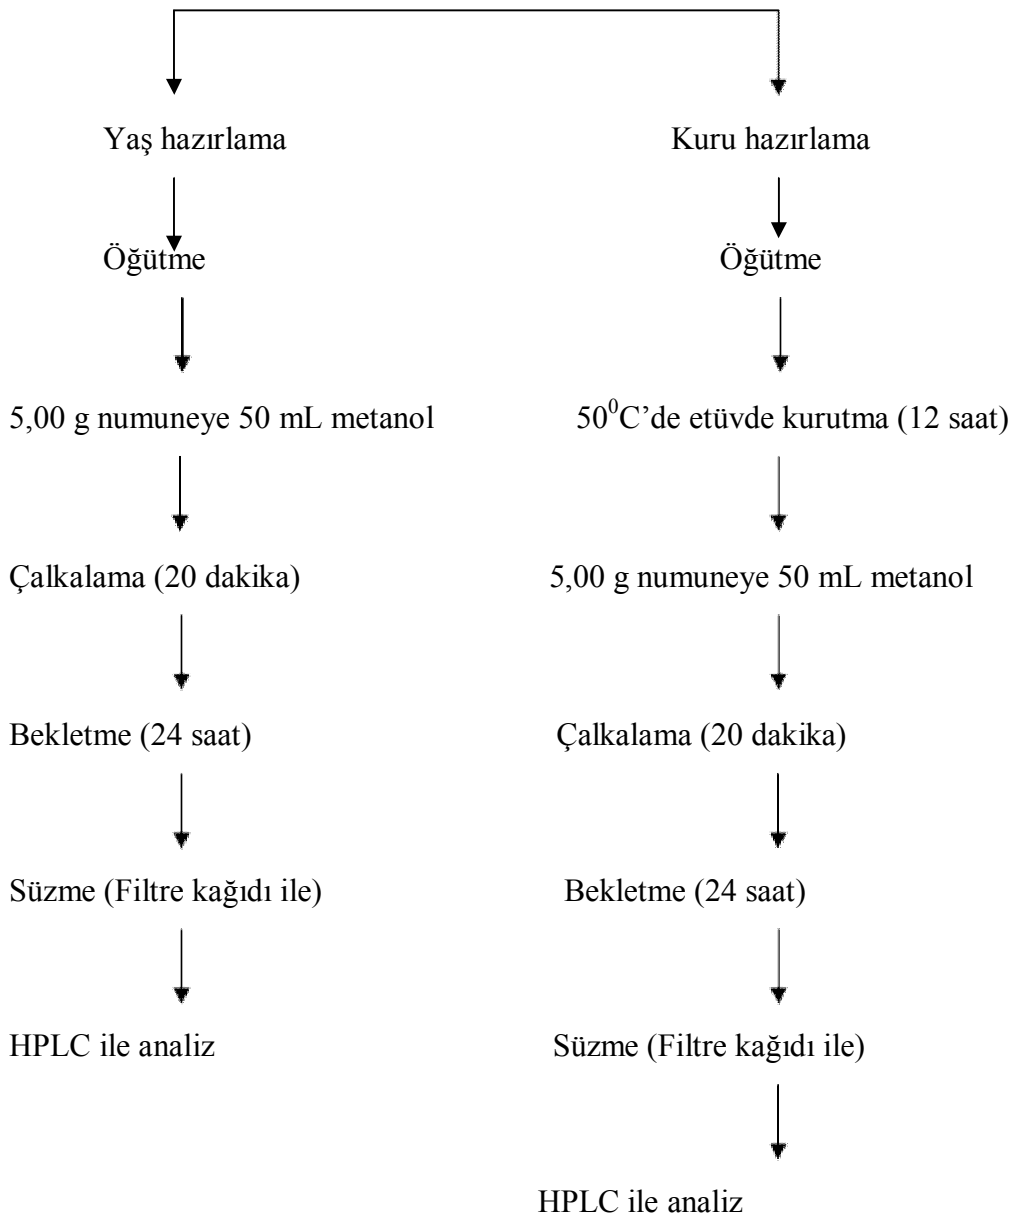 Yaş hazırlama
Öğütme
5,00 g numuneye 50 mL metanol
Çalkalama (20 dakika)
Bekletme (24 saat)
Süzme (Filtre kağıdı ile)
HPLC ile analiz
Kuru hazırlama
Öğütme
50⁰C’de etüvde kurutma (12 saat)
5,00 g numuneye 50 mL metanol
Çalkalama (20 dakika)
Bekletme (24 saat)
Süzme (Filtre kağıdı ile)
HPLC ile analiz